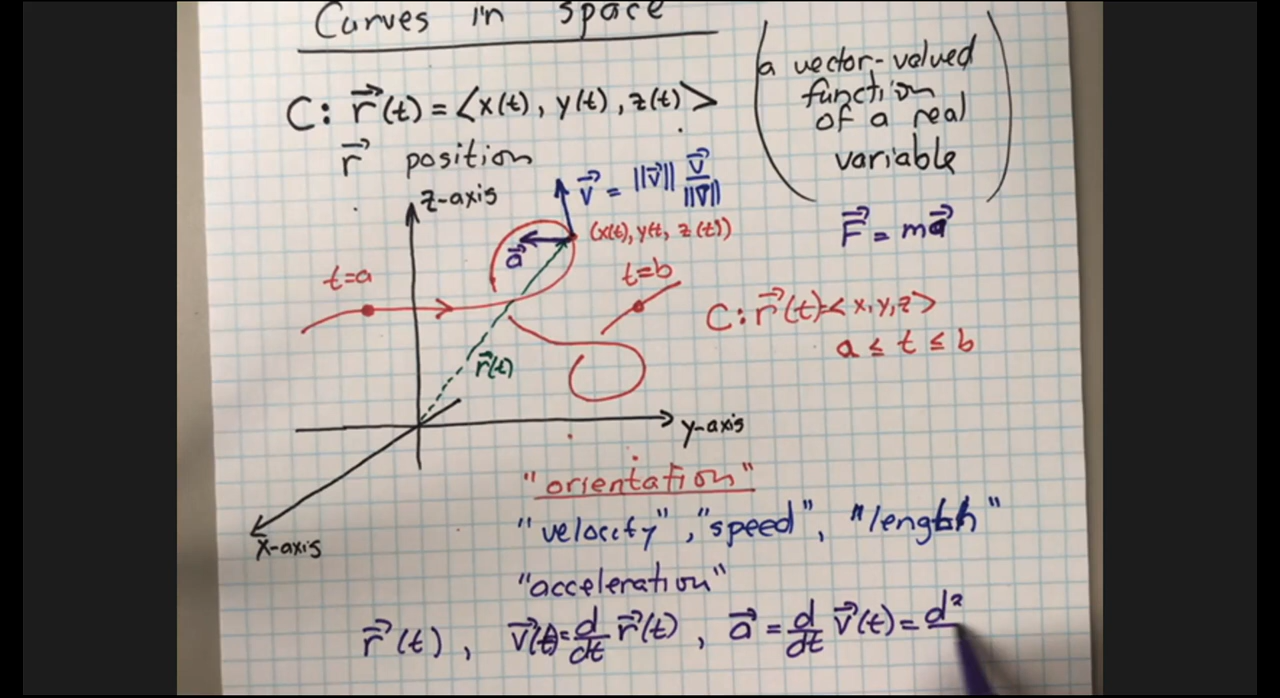 Curves in space
C: r⃗(t) = <x(t), y(t), z(t)>
r⃗ position
(a vector-valued
function
of a real
variable)
z-axis
v⃗ = ||v⃗|| v⃗/||v⃗||
(x(t), y(t, z(t))
F⃗ = ma⃗
a⃗
t=a
t=b
C: r⃗(t)=<x,y,z>
a ≤ t ≤ b
r⃗(t)
y-axis
x-axis
"orientation"
"velocity", "speed", "length"
"acceleration"
r⃗(t), v⃗(t)= d/dt r⃗(t), a⃗ = d/dt v⃗(t) = d²